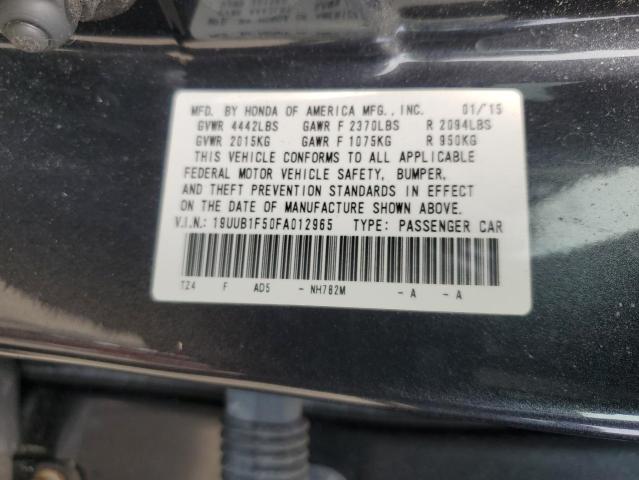 MFD. BY HONDA OF AMERICA MFG., INC. 01/'15
GVWR 4442LBS GAWR F 2370LBS R 2094LBS
GVWR 2015KG GAWR F 1075KG R 950KG
THIS VEHICLE CONFORMS TO ALL APPLICABLE
FEDERAL MOTOR VEHICLE SAFETY, BUMPER,
AND THEFT PREVENTION STANDARDS IN EFFECT
ON THE DATE OF MANUFACTURE SHOWN ABOVE.
V.I.N.: 19UUB1F50FA012965 TYPE: PASSENGER CAR
TZ4 F AD5 - NH782M - A - A